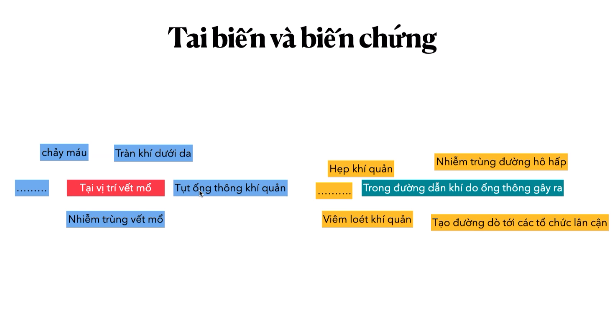 Tai biến và biến chứng
chảy máu
Tràn khí dưới da
.........
Tại vị trí vết mổ
Tụt ống thông khí quản
Nhiễm trùng vết mổ
Hẹp khí quản
Nhiễm trùng đường hô hấp
..........
Trong đường dẫn khí do ống thông gây ra
Viêm loét khí quản
Tạo đường dò tới các tổ chức lân cận